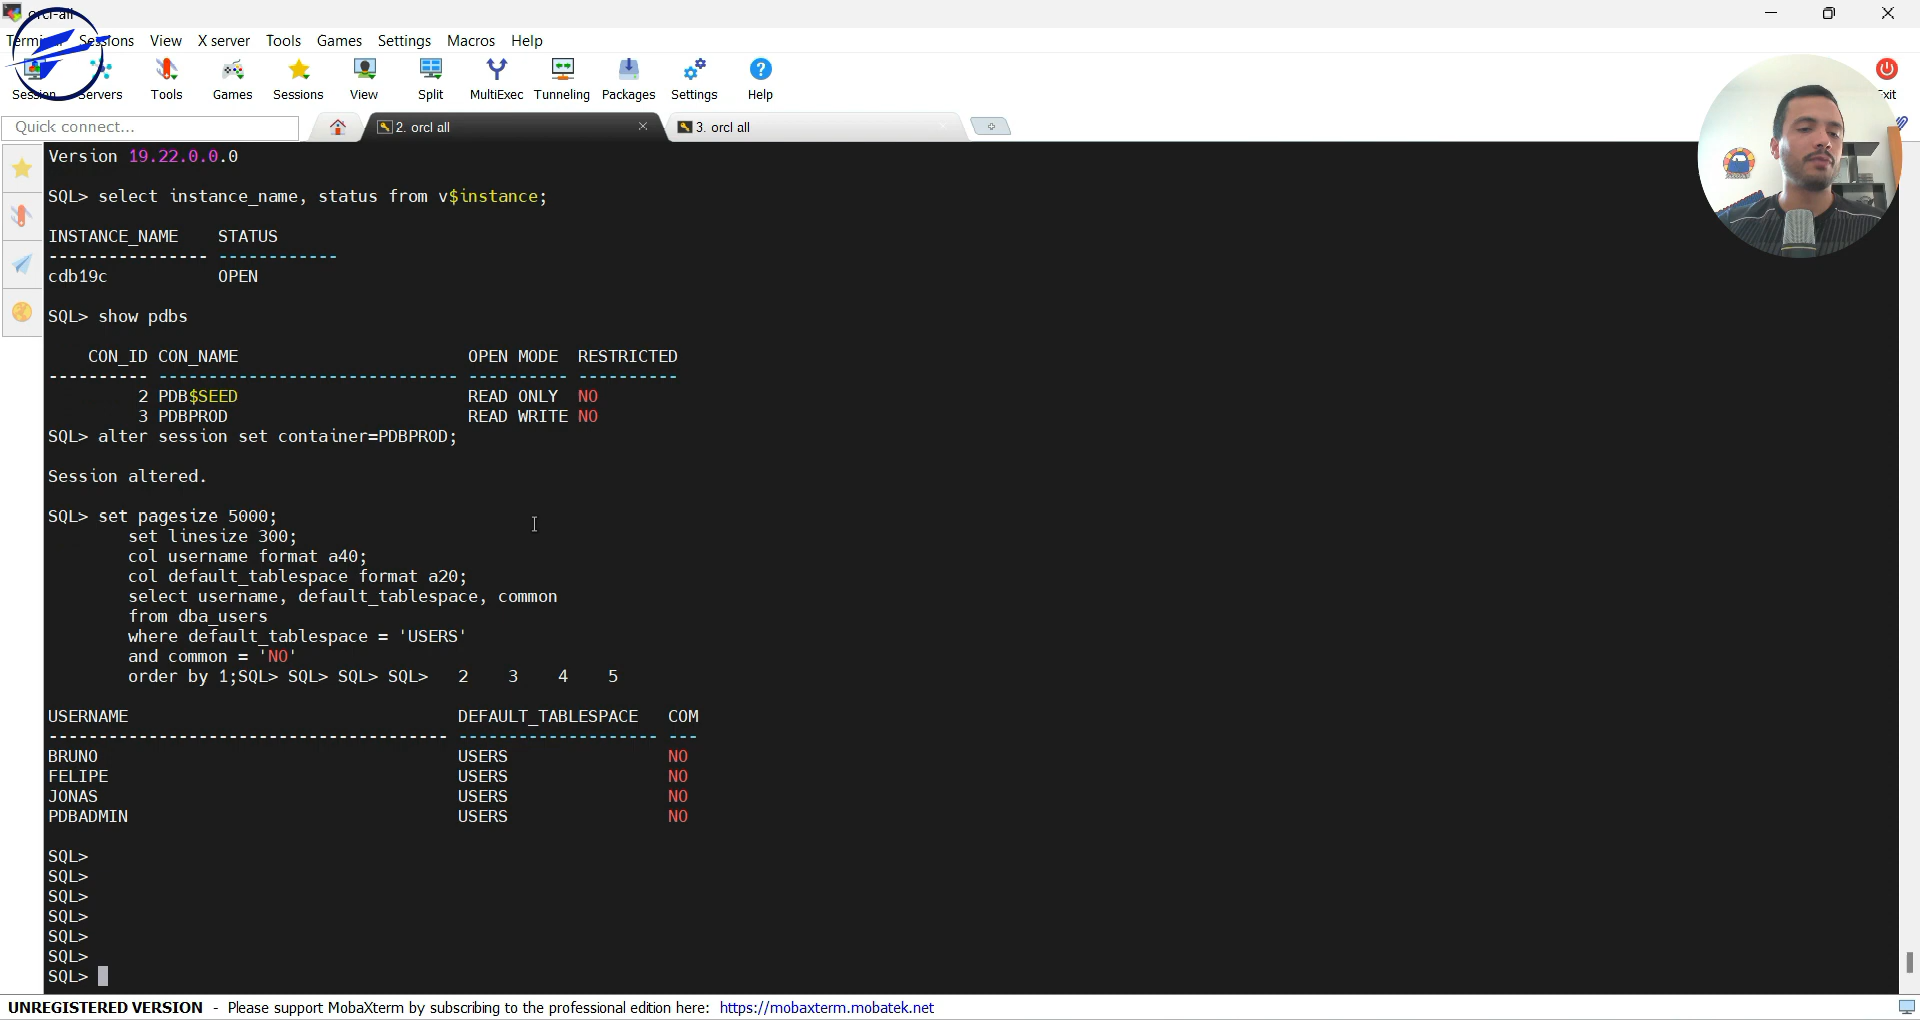 orcl-all
Terminal Sessions View X server Tools Games Settings Macros Help
Session Servers Tools Games Sessions View Split MultiExec Tunneling Packages Settings Help
Quick connect... 2. orcl all 3. orcl all
Version 19.22.0.0.0
SQL> select instance_name, status from v$instance;
INSTANCE_NAME STATUS
---------------- ------------
cdb19c OPEN
SQL> show pdbs
CON_ID CON_NAME OPEN MODE RESTRICTED
---------- ------------------------------ ---------- ----------
2 PDB$SEED READ ONLY NO
3 PDBPROD READ WRITE NO
SQL> alter session set container=PDBPROD;
Session altered.
SQL> set pagesize 5000;
set linesize 300;
col username format a40;
col default_tablespace format a20;
select username, default_tablespace, common
from dba_users
where default_tablespace = 'USERS'
and common = 'NO'
order by 1;SQL> SQL> SQL> SQL> 2 3 4 5
USERNAME DEFAULT_TABLESPACE COM
---------------------------------------- -------------------- ---
BRUNO USERS NO
FELIPE USERS NO
JONAS USERS NO
PDBADMIN USERS NO
SQL>
SQL>
SQL>
SQL>
SQL>
SQL>
SQL>
UNREGISTERED VERSION - Please support MobaXterm by subscribing to the professional edition here: https://mobaxterm.mobatek.net